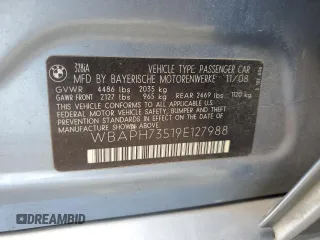 BMW
328iA
VEHICLE TYPE PASSENGER CAR
MFD BY BAYERISCHE MOTORENWERKE 11/08
GVWR 4486 lbs 2035 kg
GAWR FRONT 2127 lbs 965 kg REAR 2469 lbs 1120 kg
THIS VEHICLE CONFORMS TO ALL APPLICABLE U.S.
FEDERAL MOTOR VEHICLE SAFETY, BUMPER AND THEFT
PREVENTION STANDARDS IN EFFECT ON THE DATE OF
MANUFACTURE SHOWN ABOVE
WBAPH73519E127988
DREAMBID